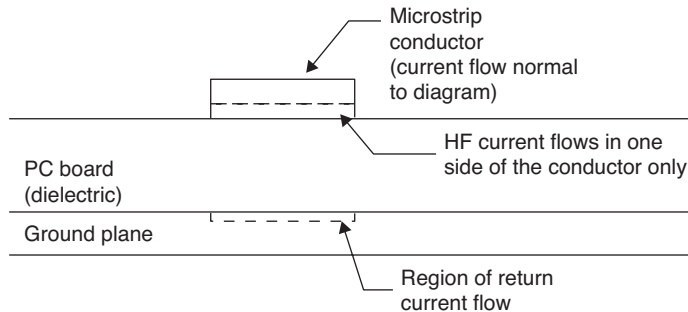 Microstrip
conductor
(current flow normal
to diagram)
HF current flows in one
side of the conductor only
PC board
(dielectric)
Ground plane
Region of return
current flow